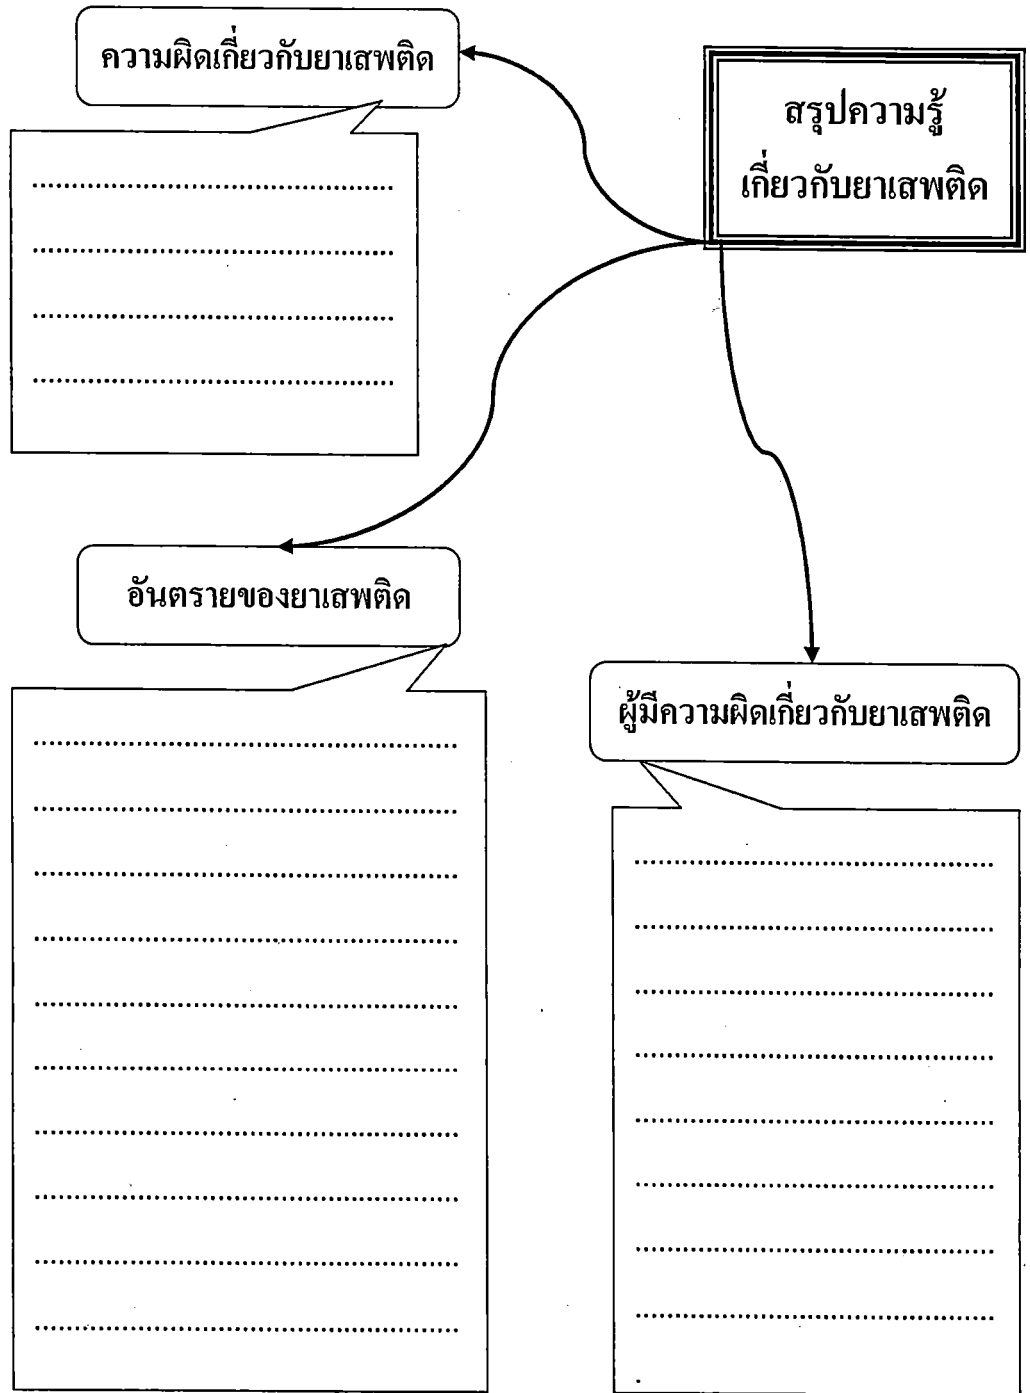 ความผิดเกี่ยวกับยาเสพติด
สรุปความรู้
เกี่ยวกับยาเสพติด
อันตรายของยาเสพติด
ผู้มีความผิดเกี่ยวกับยาเสพติด